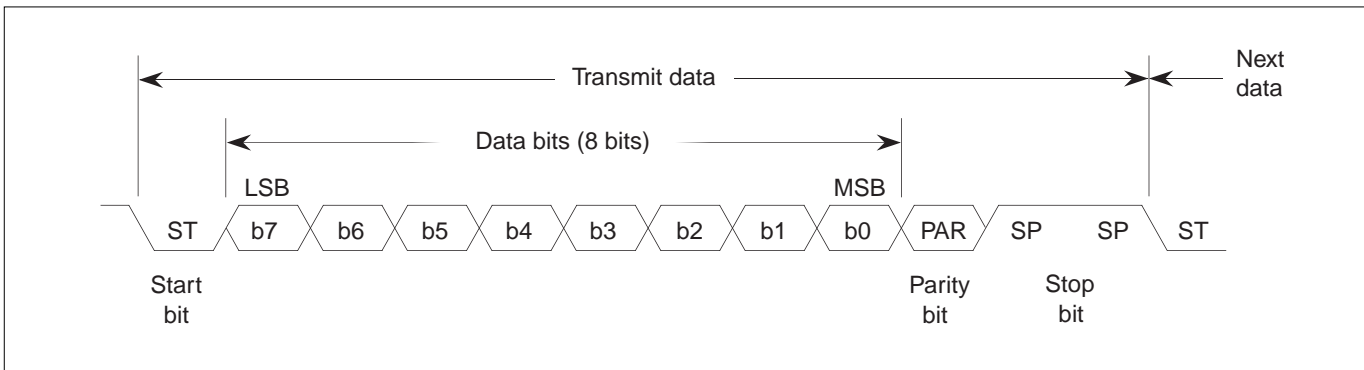 Transmit data
Next
data
Data bits (8 bits)
LSB
MSB
ST b7 b6 b5 b4 b3 b2 b1 b0 PAR SP SP ST
Start
bit
Parity
bit
Stop
bit